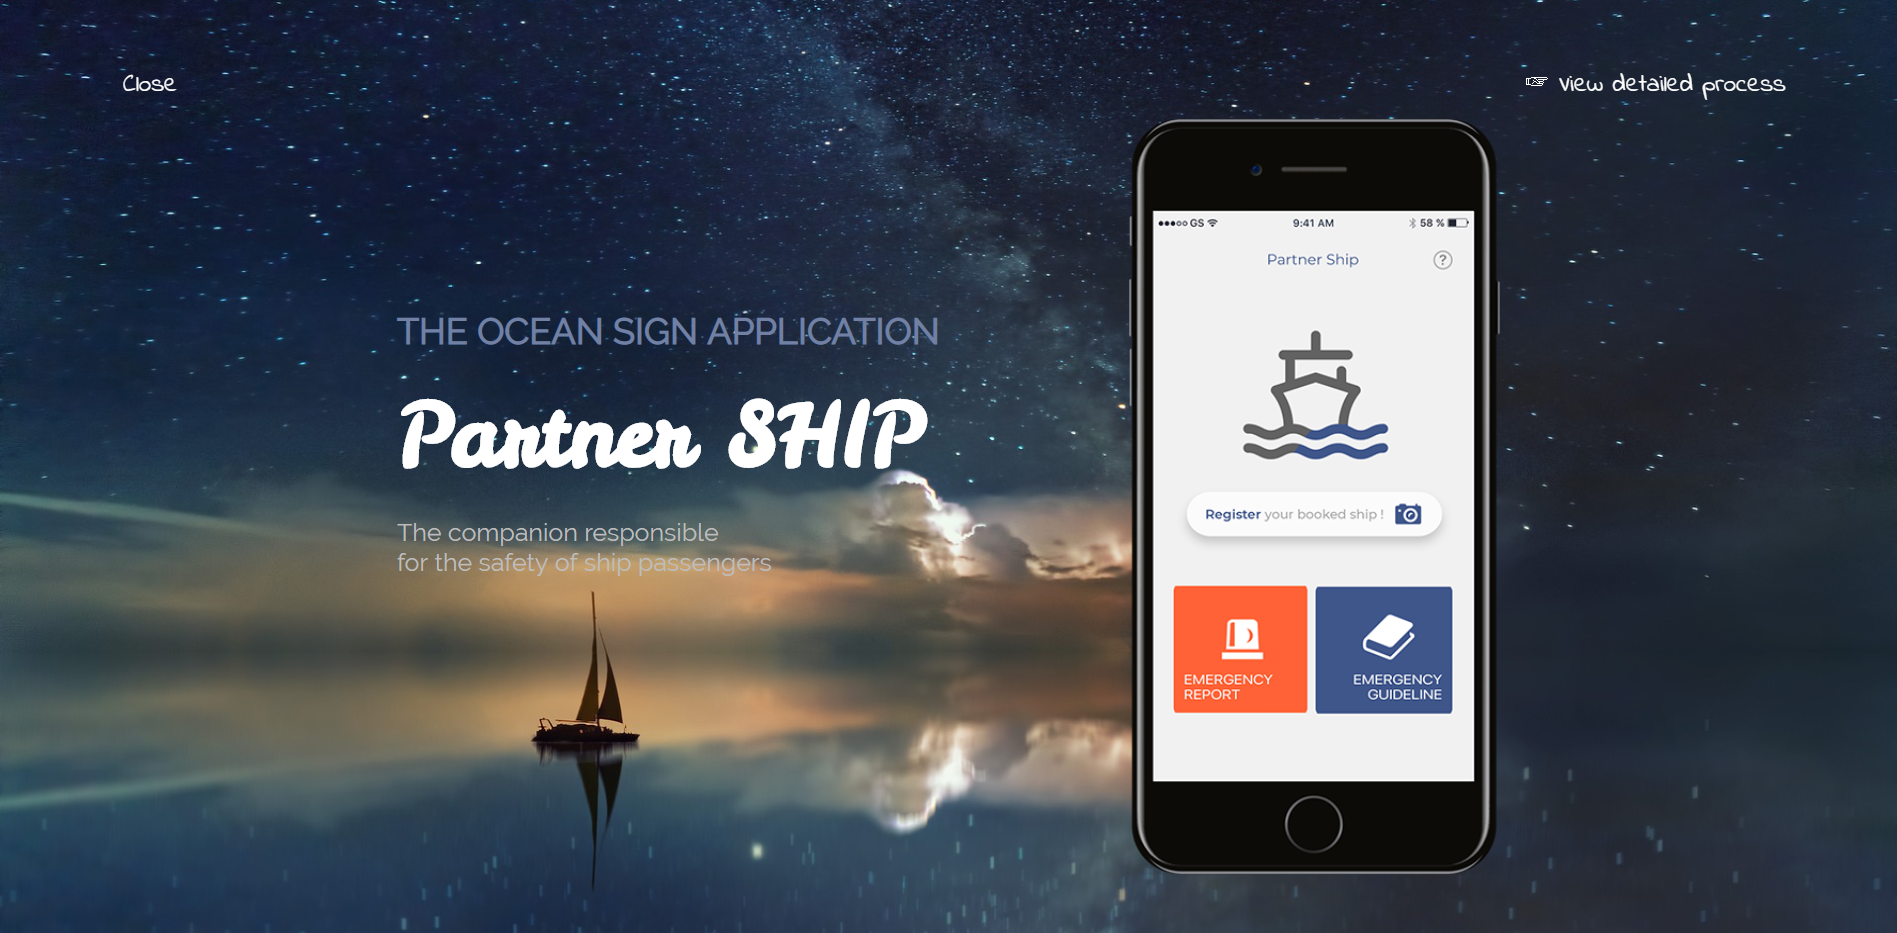 Close
☞ View detailed process
THE OCEAN SIGN APPLICATION
Partner SHIP
The companion responsible
for the safety of ship passengers
GS
9:41 AM
58 %
Partner Ship
?
Register your booked ship !
EMERGENCY
REPORT
EMERGENCY
GUIDELINE